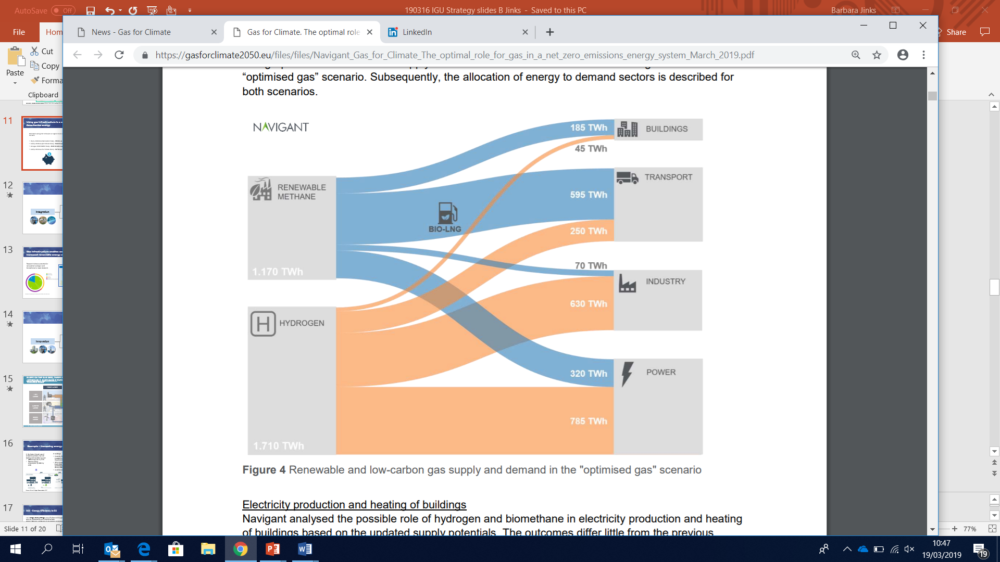 AutoSave Off
190316 IGU Strategy slides B Jinks - Saved to this PC
Barbara Jinks
File
Hom
Share
News - Gas for Climate
Gas for Climate. The optimal role
LinkedIn
https://gasforclimate2050.eu/files/files/Navigant_Gas_for_Climate_The_optimal_role_for_gas_in_a_net_zero_emissions_energy_system_March_2019.pdf
Paste
Cut
Copy
Forma
Clipboard
11
12
Integration
13
14
Innovation
15
16
17
"optimised gas" scenario. Subsequently, the allocation of energy to demand sectors is described for
both scenarios.
NAVIGANT
185 TWh
BUILDINGS
45 TWh
RENEWABLE
METHANE
TRANSPORT
595 TWh
BIO-LNG
250 TWh
1.170 TWh
70 TWh
INDUSTRY
630 TWh
H
HYDROGEN
320 TWh
POWER
785 TWh
1.710 TWh
Figure 4 Renewable and low-carbon gas supply and demand in the "optimised gas" scenario
Electricity production and heating of buildings
Navigant analysed the possible role of hydrogen and biomethane in electricity production and heating
of buildings based on the updated supply potentials. The outcomes differ little from the previous
Slide 11 of 20
77%
10:47
19/03/2019
19